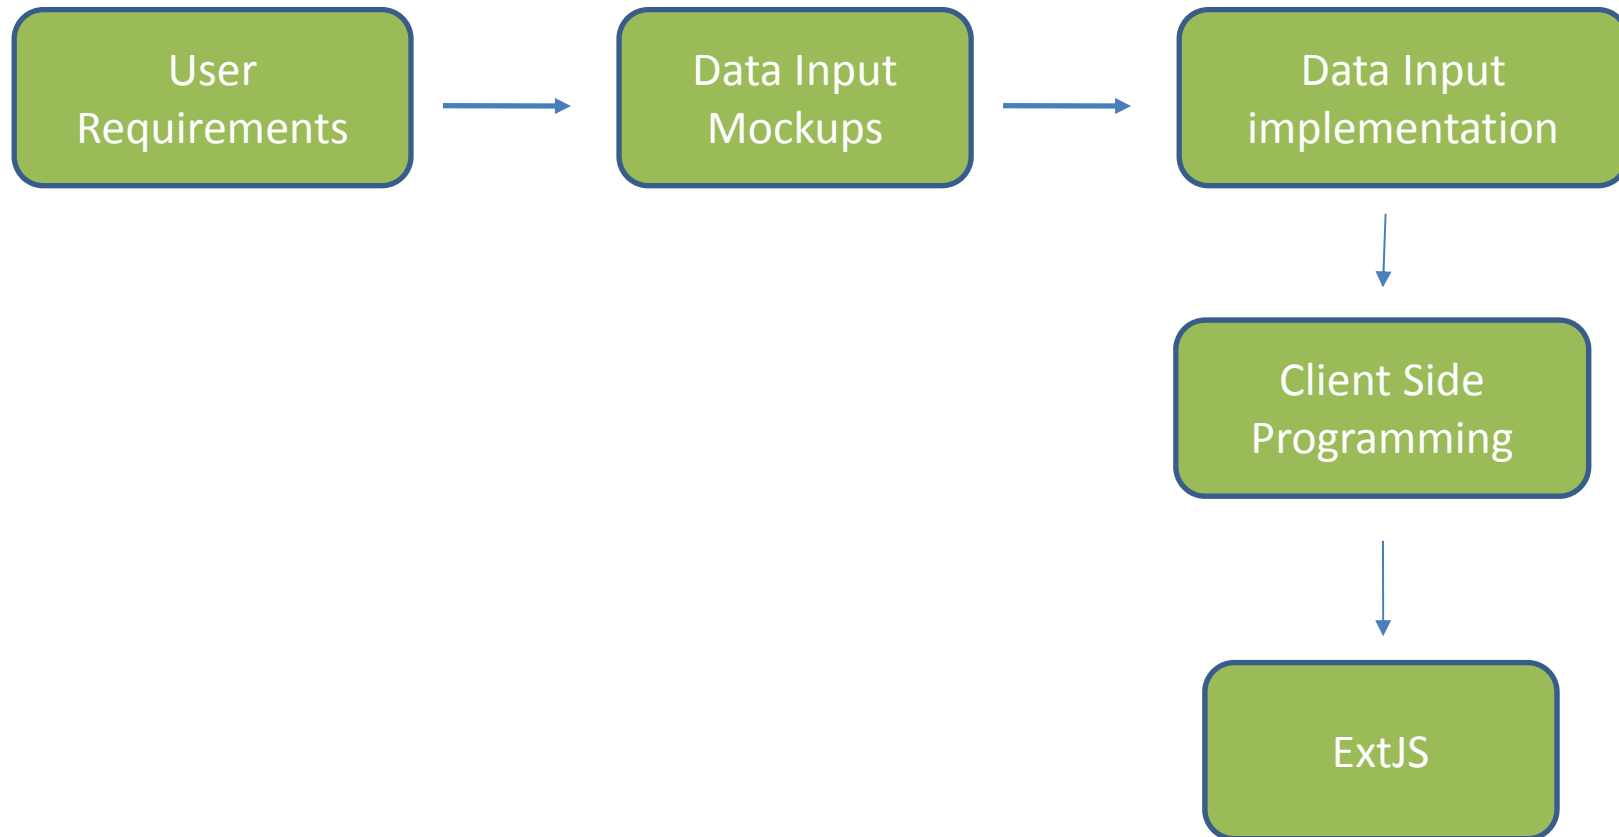 User
Requirements
Data Input
Mockups
Data Input
implementation
Client Side
Programming
ExtJS